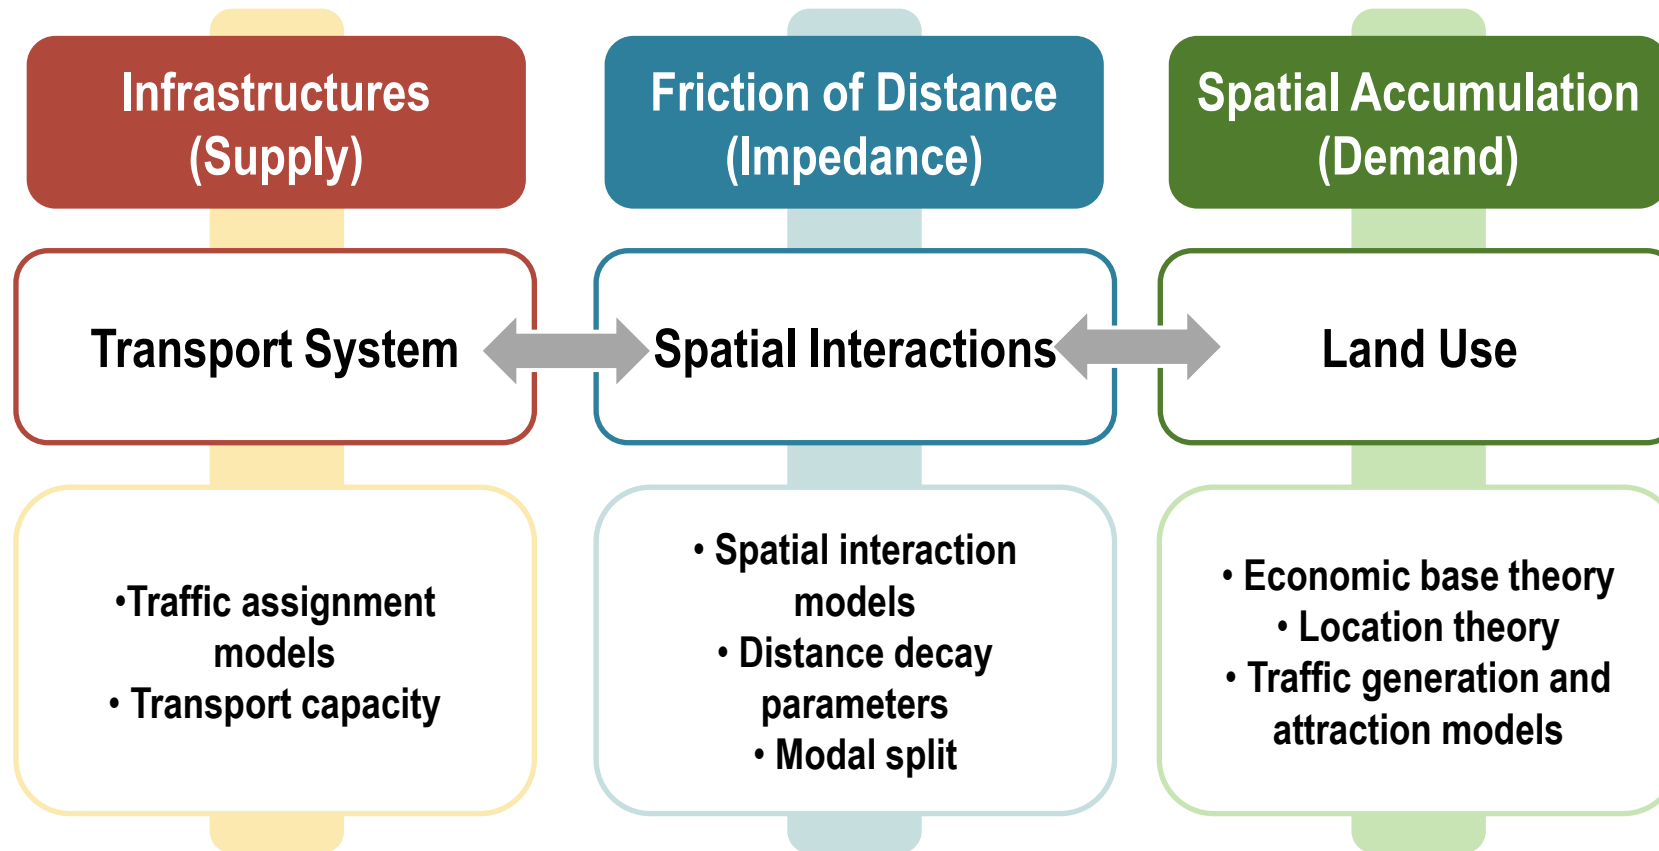 Infrastructures
(Supply)
Friction of Distance
(Impedance)
Spatial Accumulation
(Demand)
Transport System
Spatial Interactions
Land Use
•Traffic assignment
models
• Transport capacity
• Spatial interaction
models
• Distance decay
parameters
• Modal split
• Economic base theory
• Location theory
• Traffic generation and
attraction models